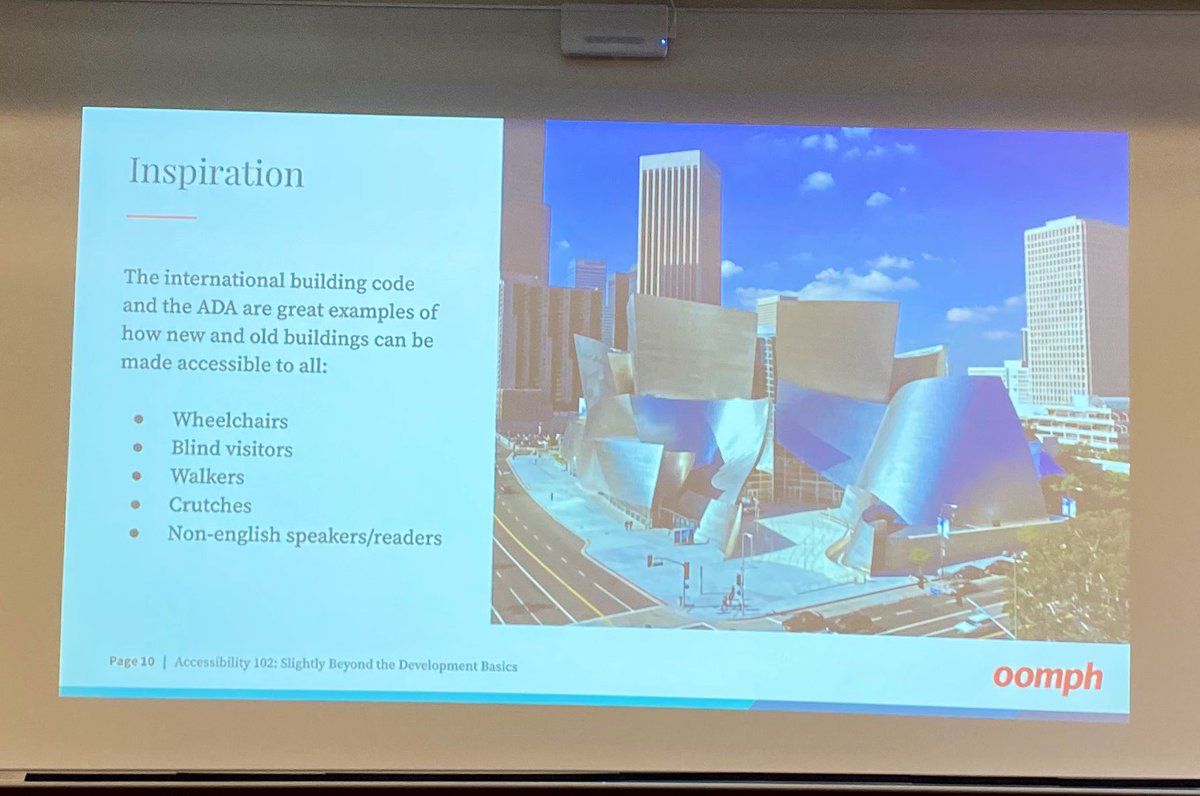 Inspiration
The international building code
and the ADA are great examples of
how new and old buildings can be
made accessible to all:
● Wheelchairs
● Blind visitors
● Walkers
● Crutches
● Non-english speakers/readers
Page 10 | Accessibility 102: Slightly Beyond the Development Basics
oomph